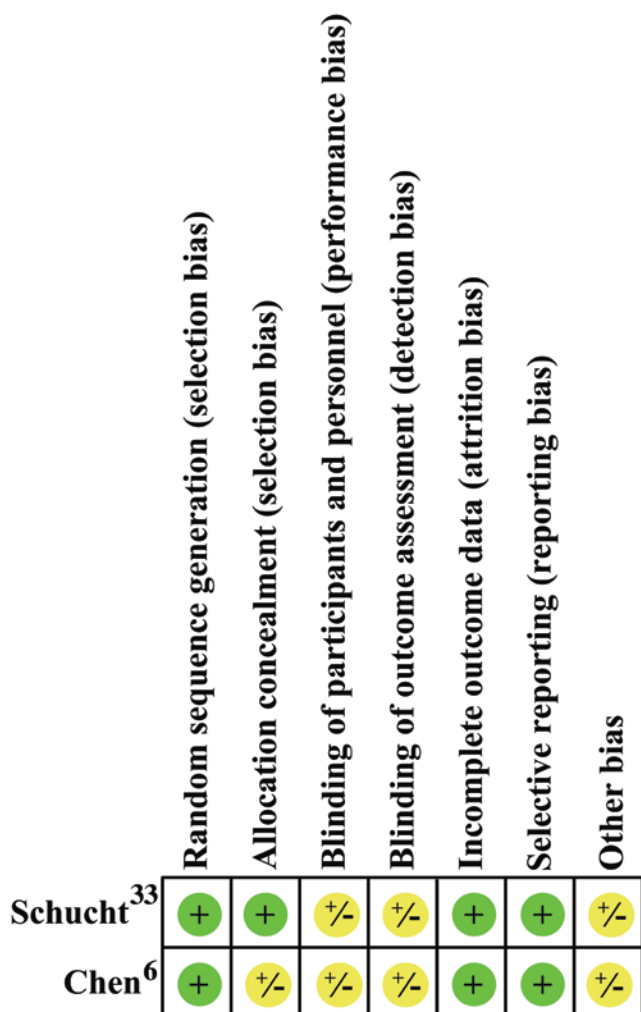 Random sequence generation (selection bias)
Allocation concealment (selection bias)
Blinding of participants and personnel (performance bias)
Blinding of outcome assessment (detection bias)
Incomplete outcome data (attrition bias)
Selective reporting (reporting bias)
Other bias
Schucht33 + + +/- +/- + + +/-
Chen6 + +/- +/- +/- + + +/-